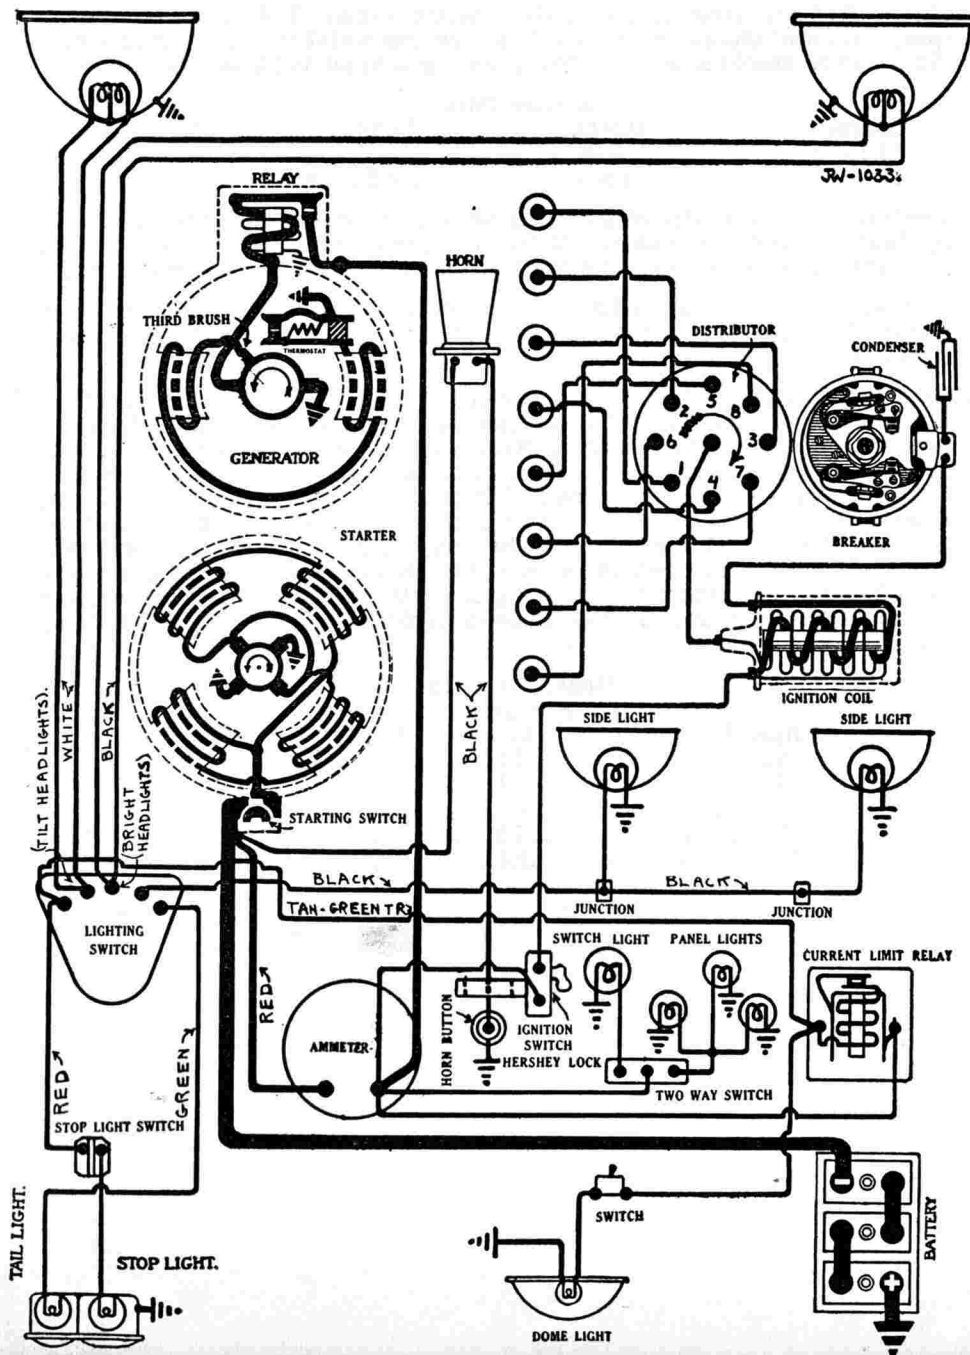 JW-1033
RELAY
HORN
THIRD BRUSH
THERMOSTAT
GENERATOR
DISTRIBUTOR
CONDENSER
5
2
8
6
3
1
7
4
BREAKER
STARTER
IGNITION COIL
SIDE LIGHT
SIDE LIGHT
(TILT HEADLIGHTS).
WHITE
BLACK
(BRIGHT
HEADLIGHTS)
BLACK
STARTING SWITCH
BLACK
BLACK
JUNCTION
JUNCTION
TAN-GREEN TR
LIGHTING
SWITCH
SWITCH LIGHT
PANEL LIGHTS
CURRENT LIMIT RELAY
RED
AMMETER
HORN BUTTON
IGNITION
SWITCH
HERSHEY LOCK
TWO WAY SWITCH
RED
GREEN
STOP LIGHT SWITCH
SWITCH
BATTERY
TAIL LIGHT.
STOP LIGHT.
DOME LIGHT